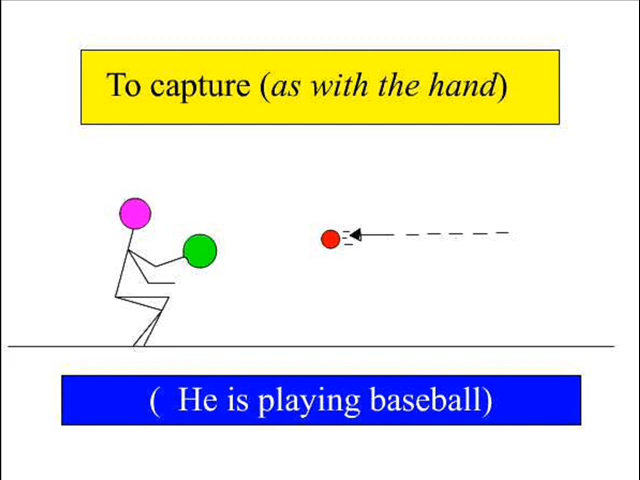 To capture (as with the hand)
(  He is playing baseball)